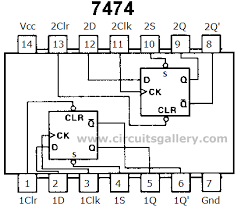 7474
Vcc 2Clr 2D 2Clk 2S 2Q 2Q'
14 13 12 11 10 9 8
S
D Q
CK
CLR Q
CLR
D Q
CK
S
www.circuitsgallery.com
1 2 3 4 5 6 7
1Clr 1D 1Clk 1S 1Q 1Q' Gnd